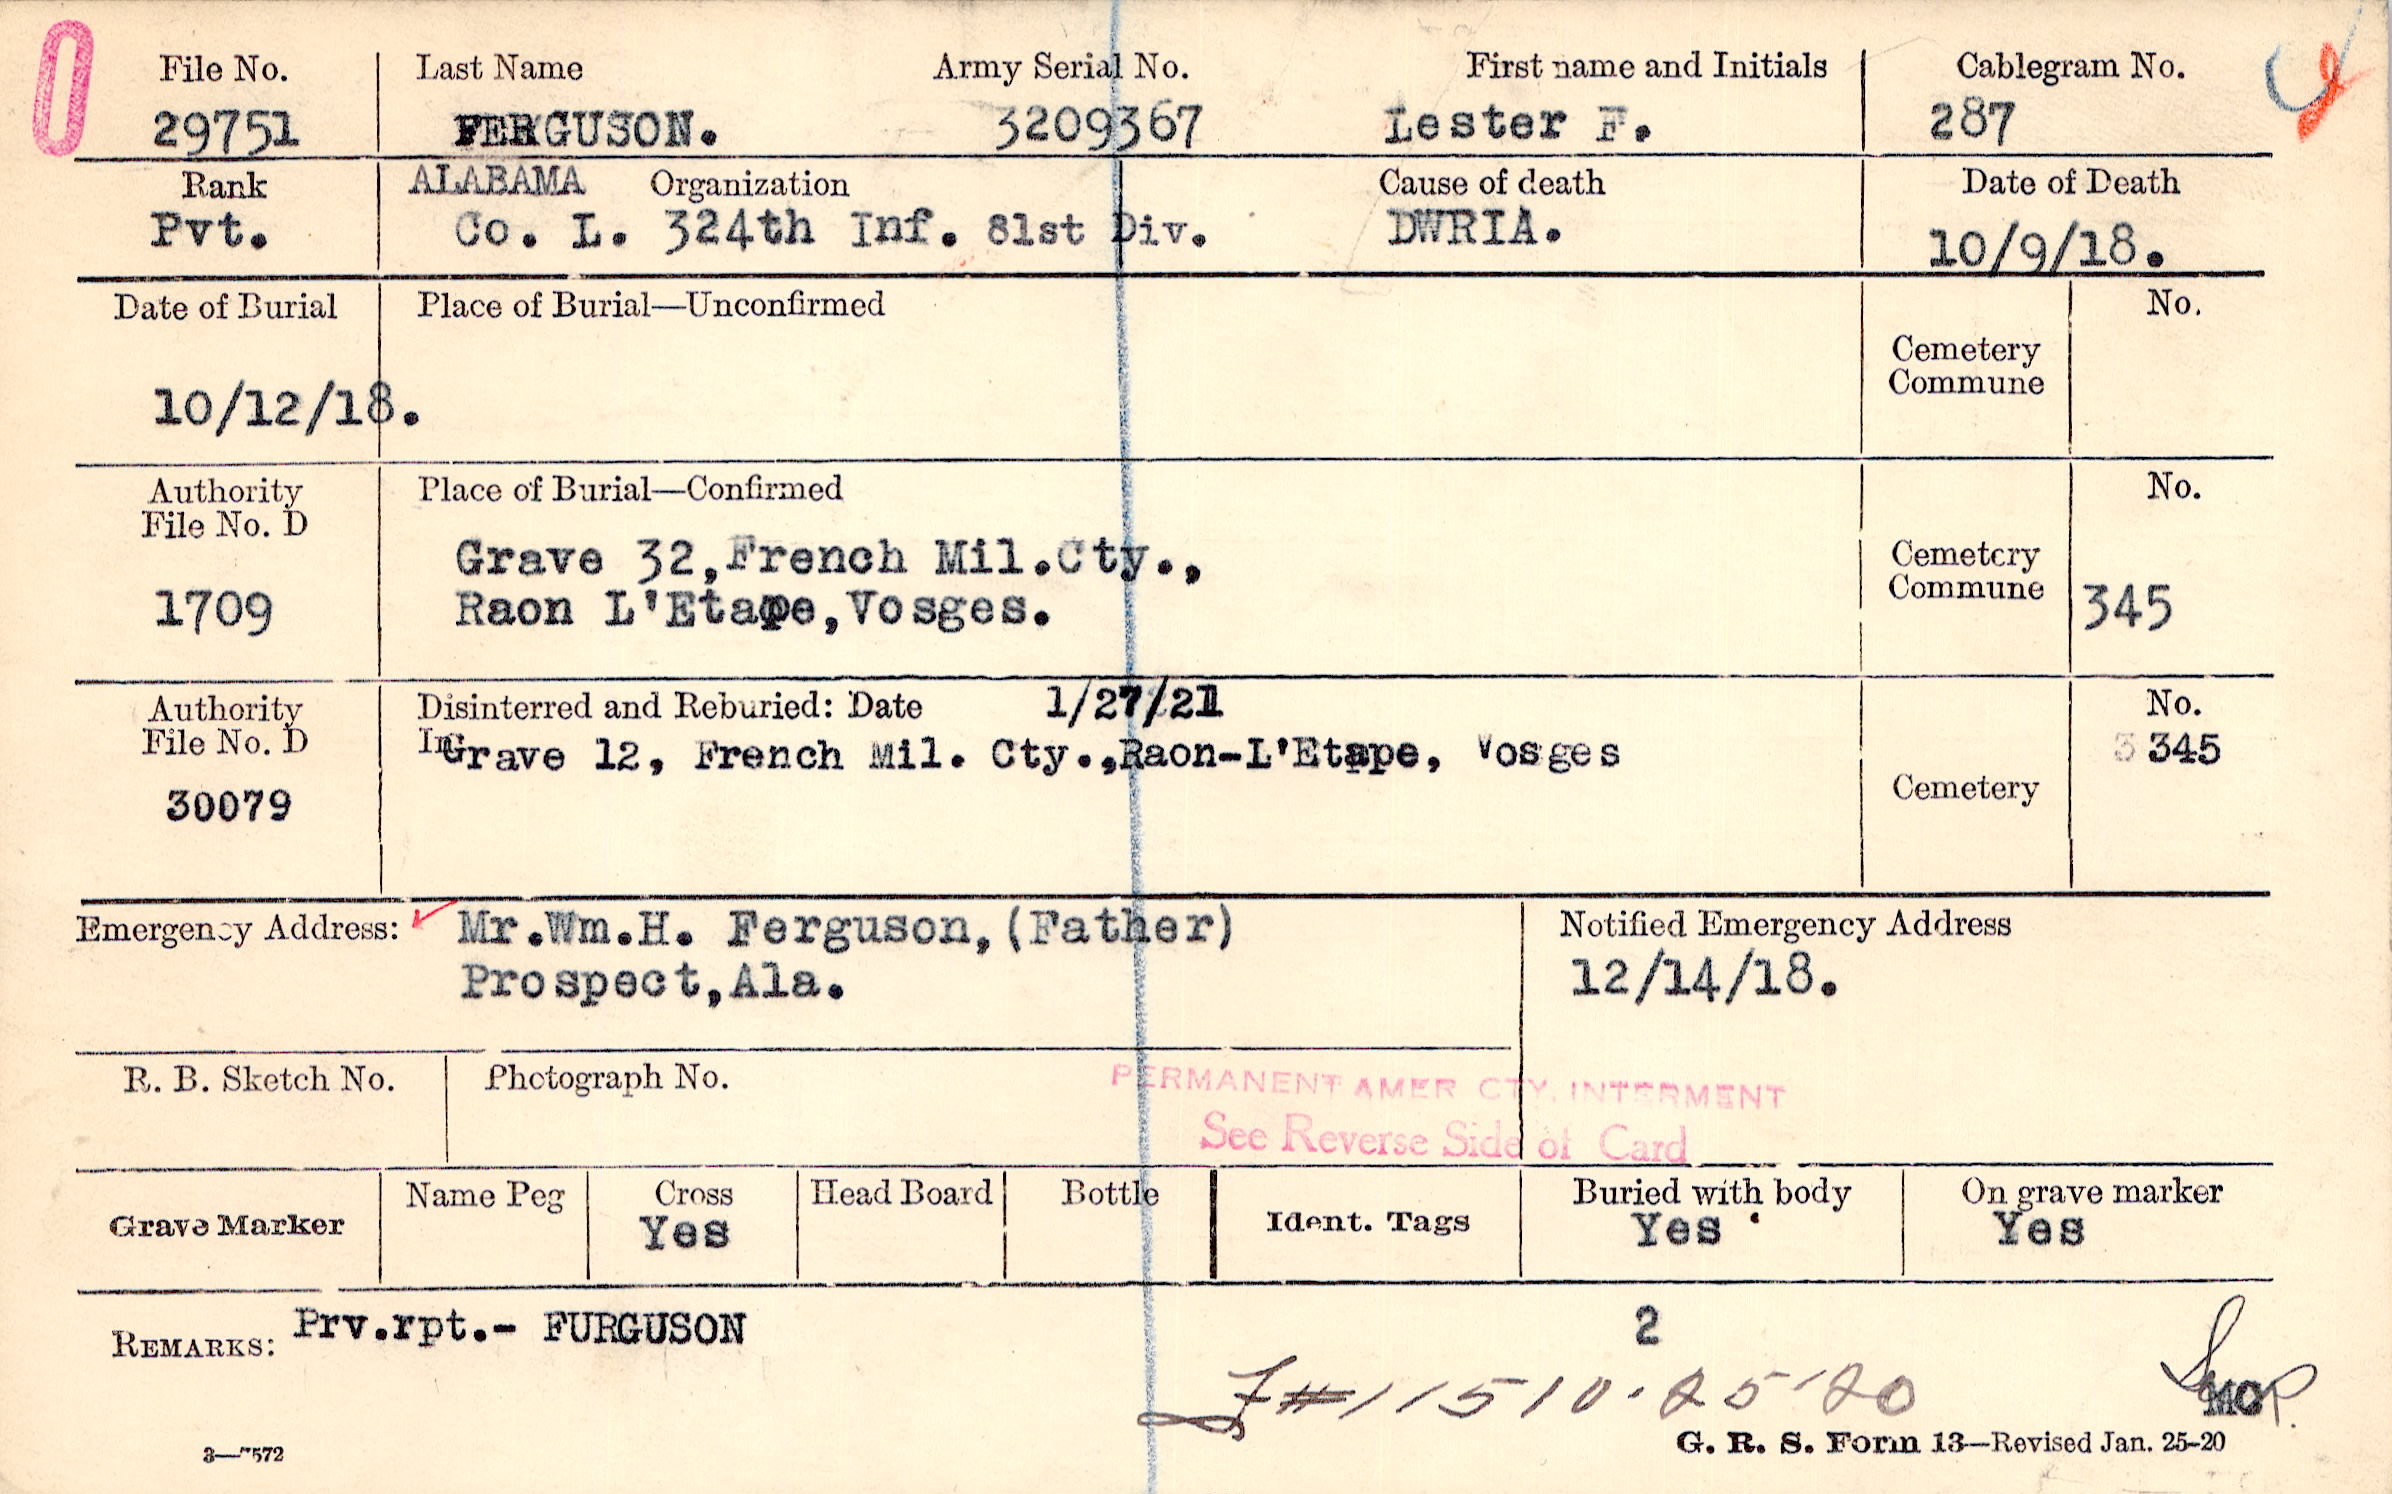 File No. Last Name Army Serial No. First name and Initials Cablegram No.
29751 FERGUSON. 3209367 Lester F. 287
Rank ALABAMA Organization Cause of death Date of Death
Pvt. Co. L. 324th Inf. 81st Div. DWRIA. 10/9/18.
Date of Burial Place of Burial—Unconfirmed No.
Cemetery
Commune
10/12/18.
Authority Place of Burial—Confirmed No.
File No. D
Grave 32,French Mil.Cty., Cemetery
Commune
1709 Raon L'Etape,Vosges. 345
Authority Disinterred and Reburied: Date 1/27/21 No.
File No. D In Grave 12, French Mil. Cty.,Raon-L'Etape, Vosges 3 345
30079 Cemetery
Emergency Address: Mr.Wm.H. Ferguson,(Father) Notified Emergency Address
Prospect,Ala. 12/14/18.
R. B. Sketch No. Photograph No.
PERMANENT AMER CTY. INTERMENT
See Reverse Side of Card
Name Peg Cross Head Board Bottle Buried with body On grave marker
Grave Marker Yes Ident. Tags Yes Yes
REMARKS: Prv.rpt.- FURGUSON 2
#11510·25·20
MC
3—7572 G. R. S. Form 13—Revised Jan. 25-20